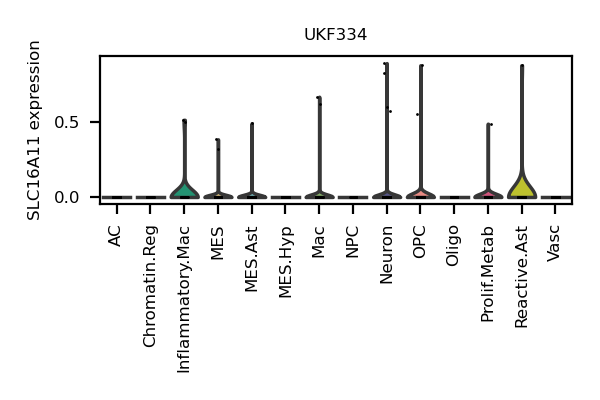 UKF334
SLC16A11 expression
0.5
0.0
AC
Chromatin.Reg
Inflammatory.Mac
MES
MES.Ast
MES.Hyp
Mac
NPC
Neuron
OPC
Oligo
Prolif.Metab
Reactive.Ast
Vasc